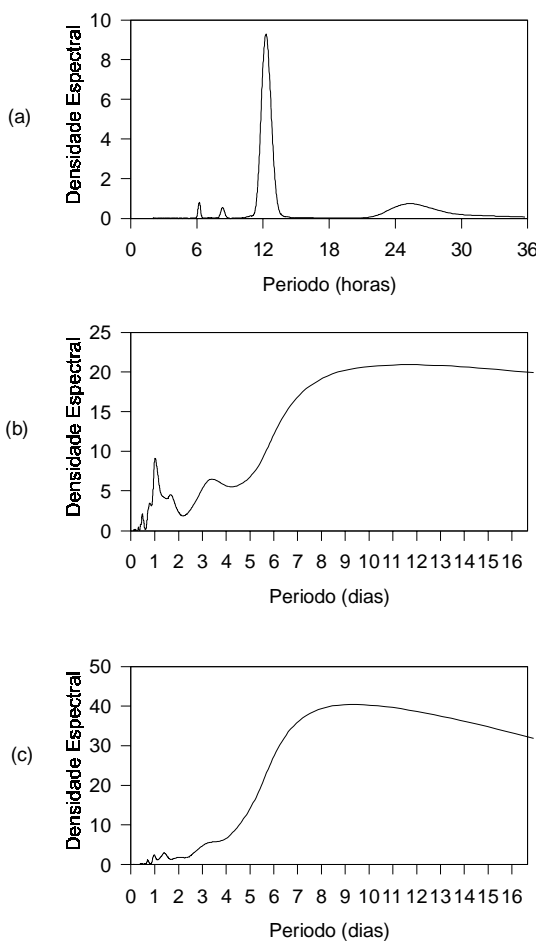 (a)
Densidade Espectral
10
8
6
4
2
0
0 6 12 18 24 30 36
Periodo (horas)
(b)
Densidade Espectral
25
20
15
10
5
0
0 1 2 3 4 5 6 7 8 9 10 11 12 13 14 15 16
Periodo (dias)
(c)
Densidade Espectral
50
40
30
20
10
0
0 1 2 3 4 5 6 7 8 9 10 11 12 13 14 15 16
Periodo (dias)